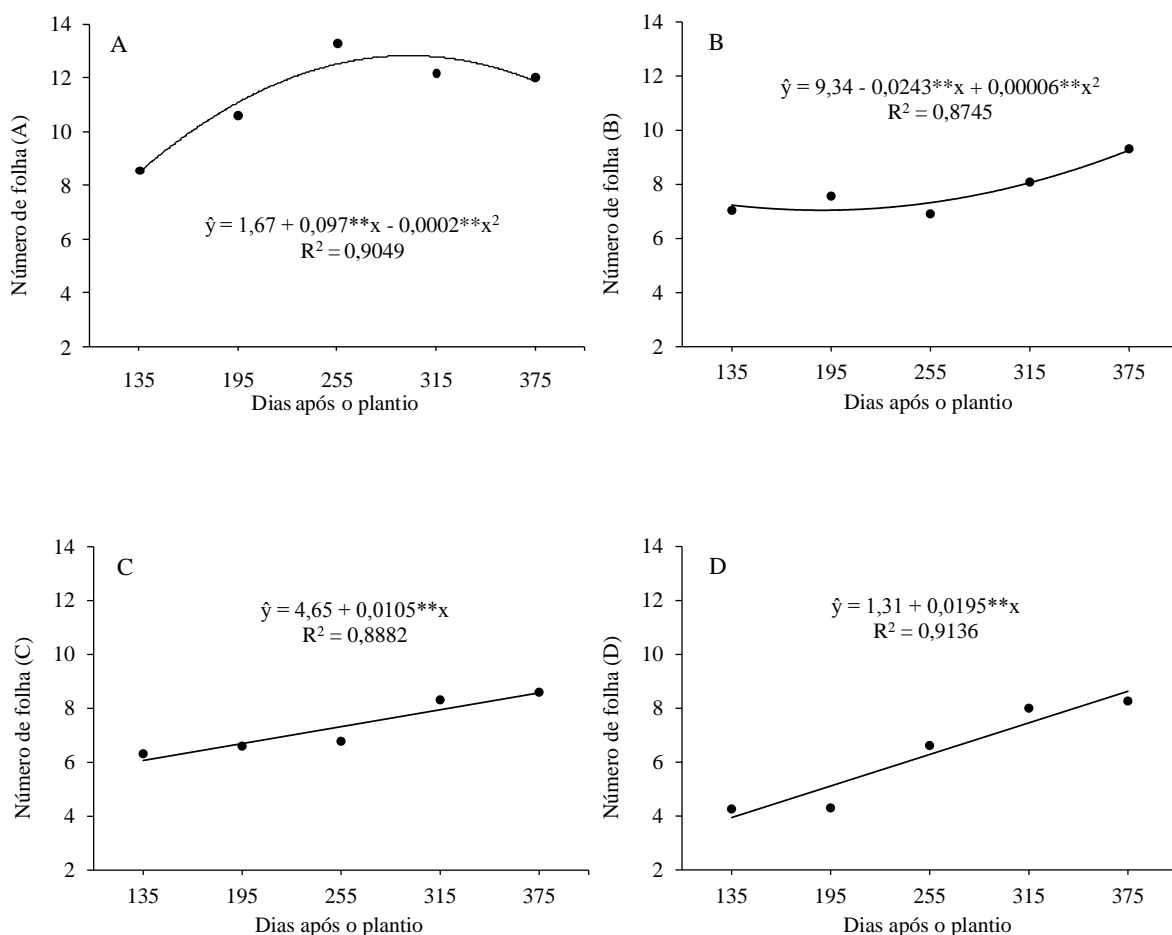 A
Número de folha (A)
14
12
10
8
6
4
2
ŷ = 1,67 + 0,097**x - 0,0002**x²
R² = 0,9049
135 195 255 315 375
Dias após o plantio
B
Número de folha (B)
14
12
10
8
6
4
2
ŷ = 9,34 - 0,0243**x + 0,00006**x²
R² = 0,8745
135 195 255 315 375
Dias após o plantio
C
Número de folha (C)
14
12
10
8
6
4
2
ŷ = 4,65 + 0,0105**x
R² = 0,8882
135 195 255 315 375
Dias após o plantio
D
Número de folha (D)
14
12
10
8
6
4
2
ŷ = 1,31 + 0,0195**x
R² = 0,9136
135 195 255 315 375
Dias após o plantio